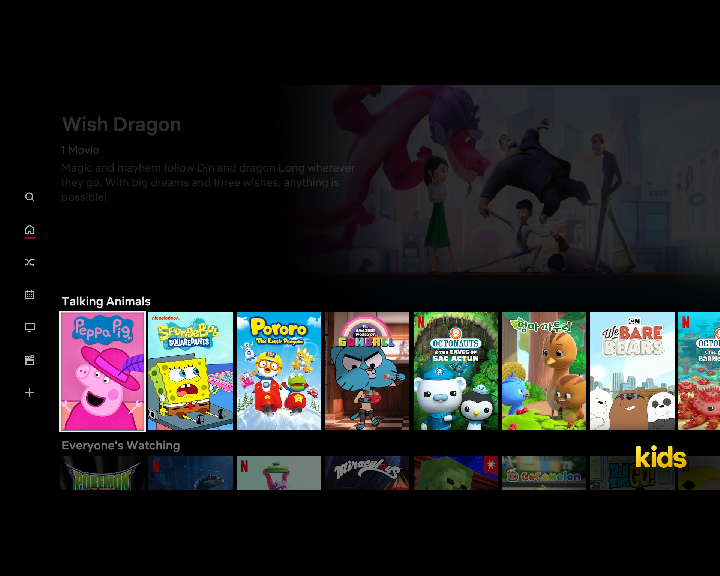 Wish Dragon
1 Movie
Magic and mayhem follow Din and dragon Long wherever
they go. With big dreams and three wishes, anything is
possible!
Talking Animals
Peppa Pig
nickelodeon
SpongeBob
SQUAREPANTS
Pororo
The Little Penguin
THE
AMAZING
WORLD OF
GUMBALL
N
OCTONAUTS
& THE CAVES OF
SAC ACTUN
엄마 까투리
CN
We BARE
BEARS
N
Everyone's Watching
POKÉMON
N
N
Miraculous
CoComelon
GO!
kids